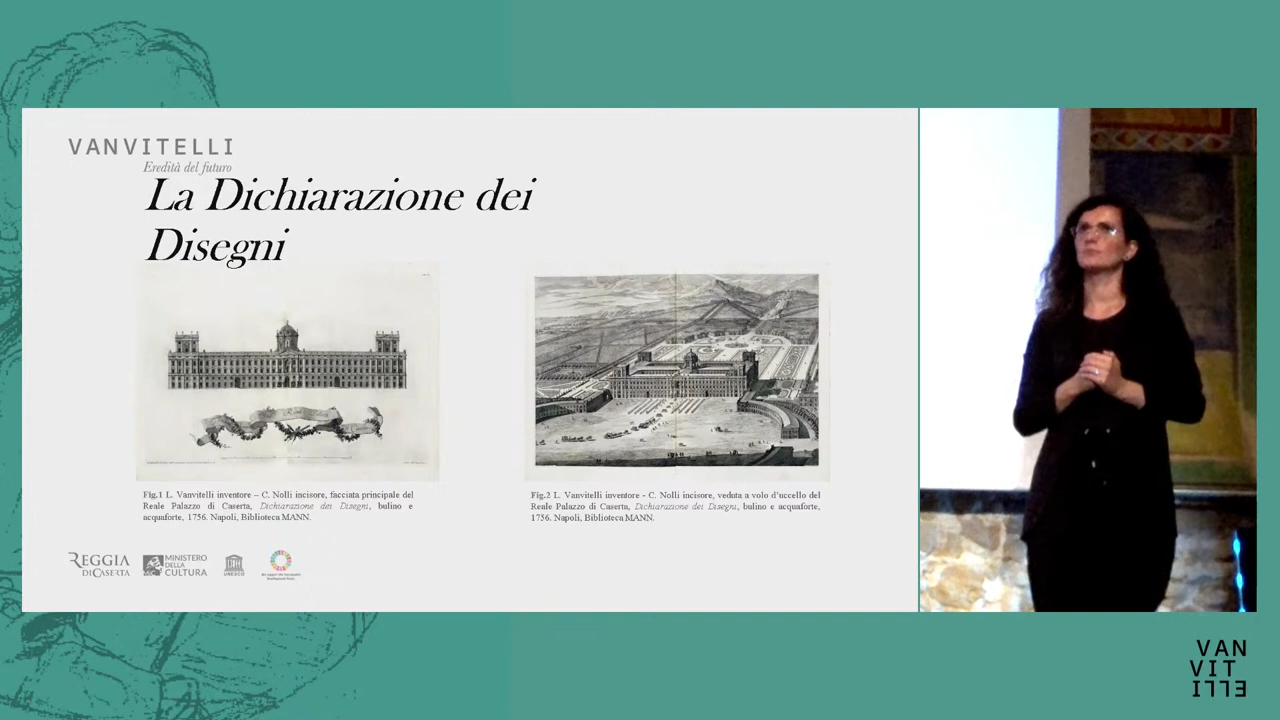 VANVITELLI
Eredità del futuro
La Dichiarazione dei
Disegni
Fig.1 L. Vanvitelli inventore – C. Nolli incisore, facciata principale del
Reale Palazzo di Caserta, Dichiarazione dei Disegni, bulino e
acquaforte, 1756. Napoli, Biblioteca MANN.
Fig.2 L. Vanvitelli inventore - C. Nolli incisore, veduta a volo d'uccello del
Reale Palazzo di Caserta, Dichiarazione dei Disegni, bulino e acquaforte,
1756. Napoli, Biblioteca MANN.
REGGIA
DI CASERTA
MiC
MINISTERO
DELLA
CULTURA
UNESCO
VAN
VIT
ELLI